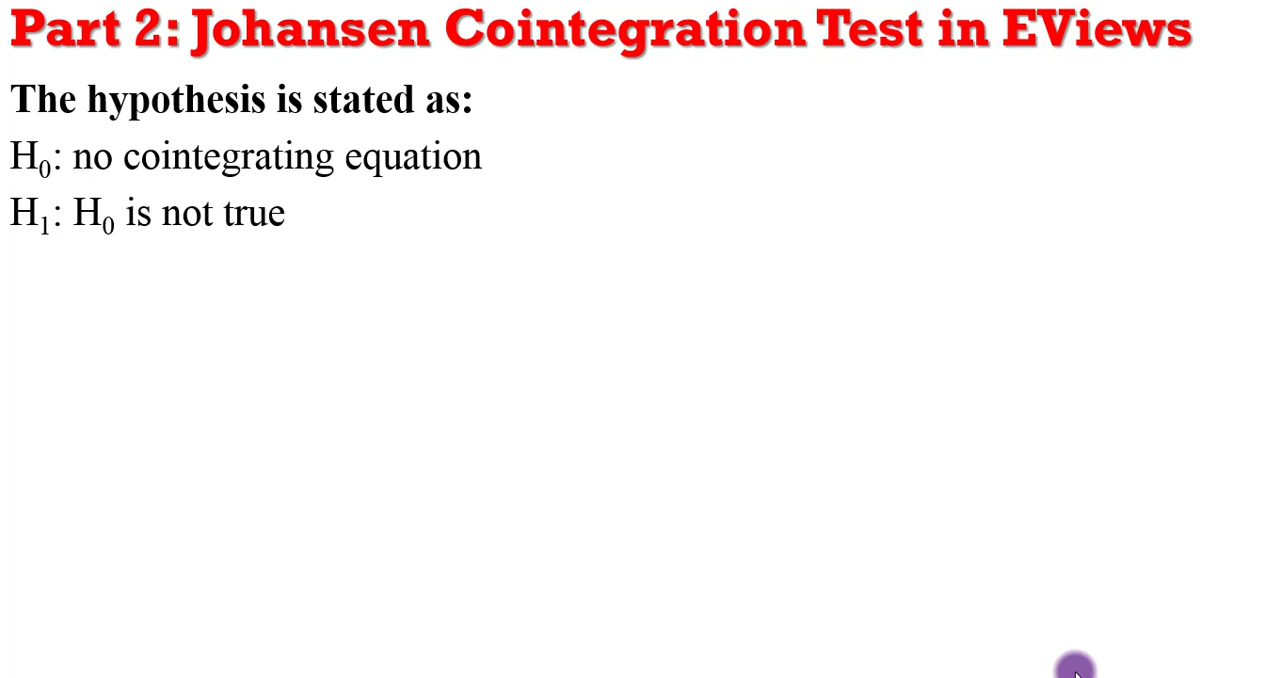 Part 2: Johansen Cointegration Test in EViews
The hypothesis is stated as:
H₀: no cointegrating equation
H₁: H₀ is not true